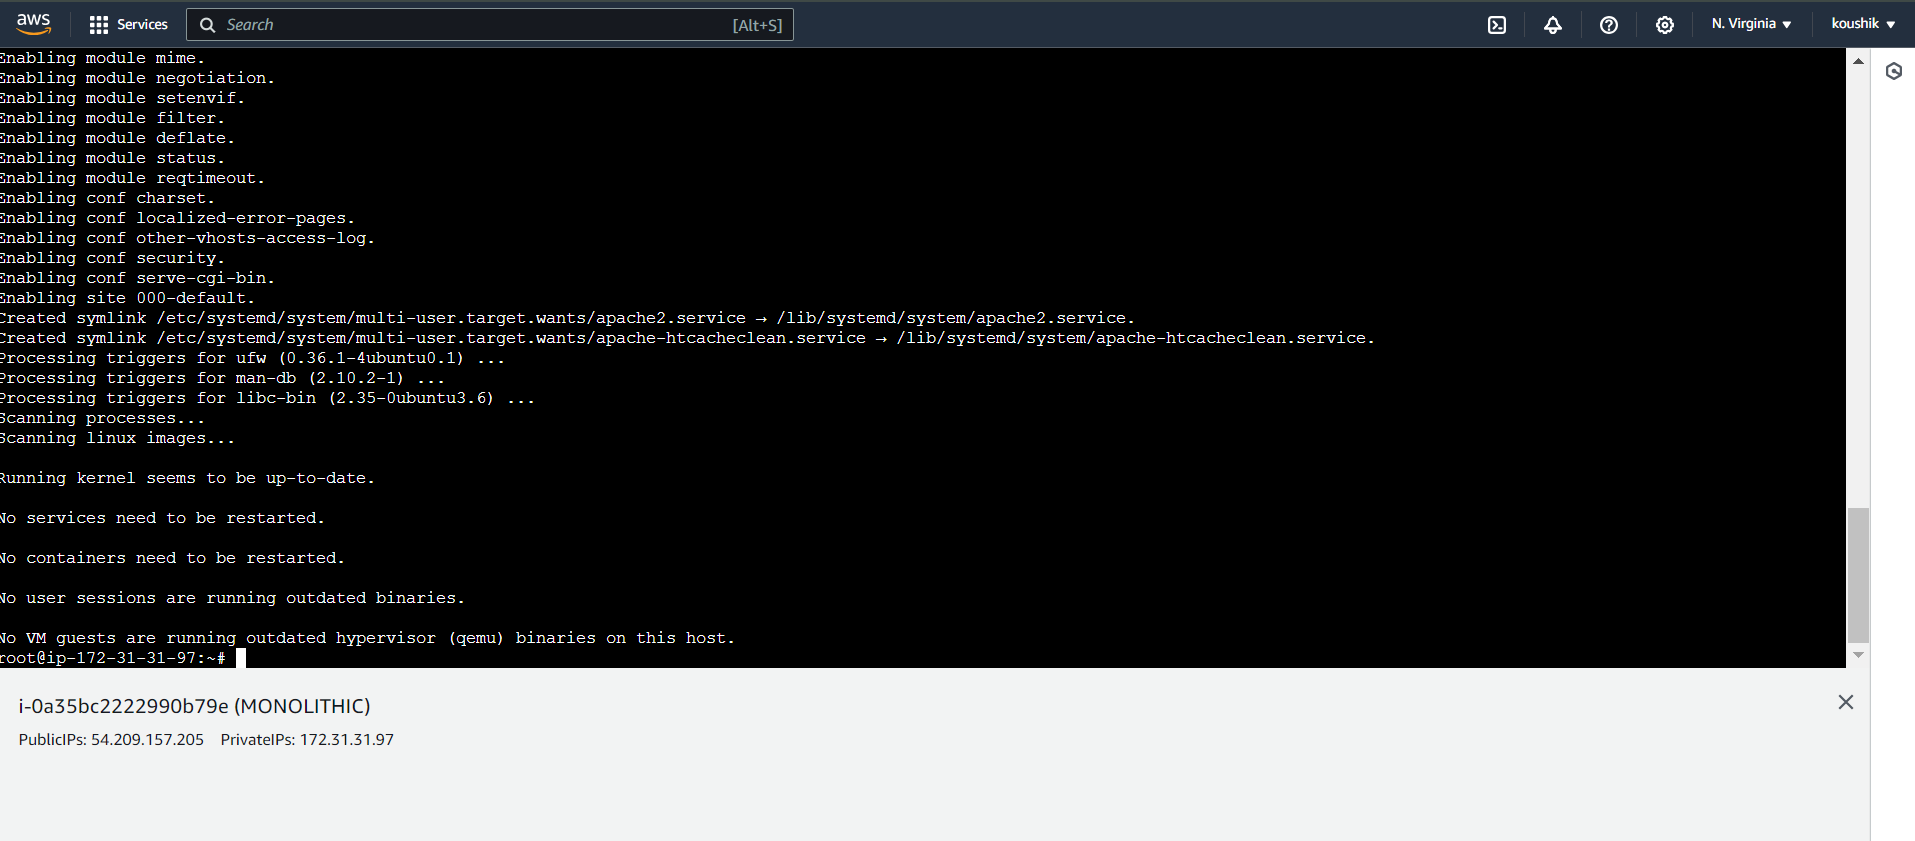 aws
Services
Search
[Alt+S]
N. Virginia
koushik
Enabling module mime.
Enabling module negotiation.
Enabling module setenvif.
Enabling module filter.
Enabling module deflate.
Enabling module status.
Enabling module reqtimeout.
Enabling conf charset.
Enabling conf localized-error-pages.
Enabling conf other-vhosts-access-log.
Enabling conf security.
Enabling conf serve-cgi-bin.
Enabling site 000-default.
Created symlink /etc/systemd/system/multi-user.target.wants/apache2.service → /lib/systemd/system/apache2.service.
Created symlink /etc/systemd/system/multi-user.target.wants/apache-htcacheclean.service → /lib/systemd/system/apache-htcacheclean.service.
Processing triggers for ufw (0.36.1-4ubuntu0.1) ...
Processing triggers for man-db (2.10.2-1) ...
Processing triggers for libc-bin (2.35-0ubuntu3.6) ...
Scanning processes...
Scanning linux images...
Running kernel seems to be up-to-date.
No services need to be restarted.
No containers need to be restarted.
No user sessions are running outdated binaries.
No VM guests are running outdated hypervisor (qemu) binaries on this host.
root@ip-172-31-31-97:~#
i-0a35bc2222990b79e (MONOLITHIC)
PublicIPs: 54.209.157.205 PrivateIPs: 172.31.31.97